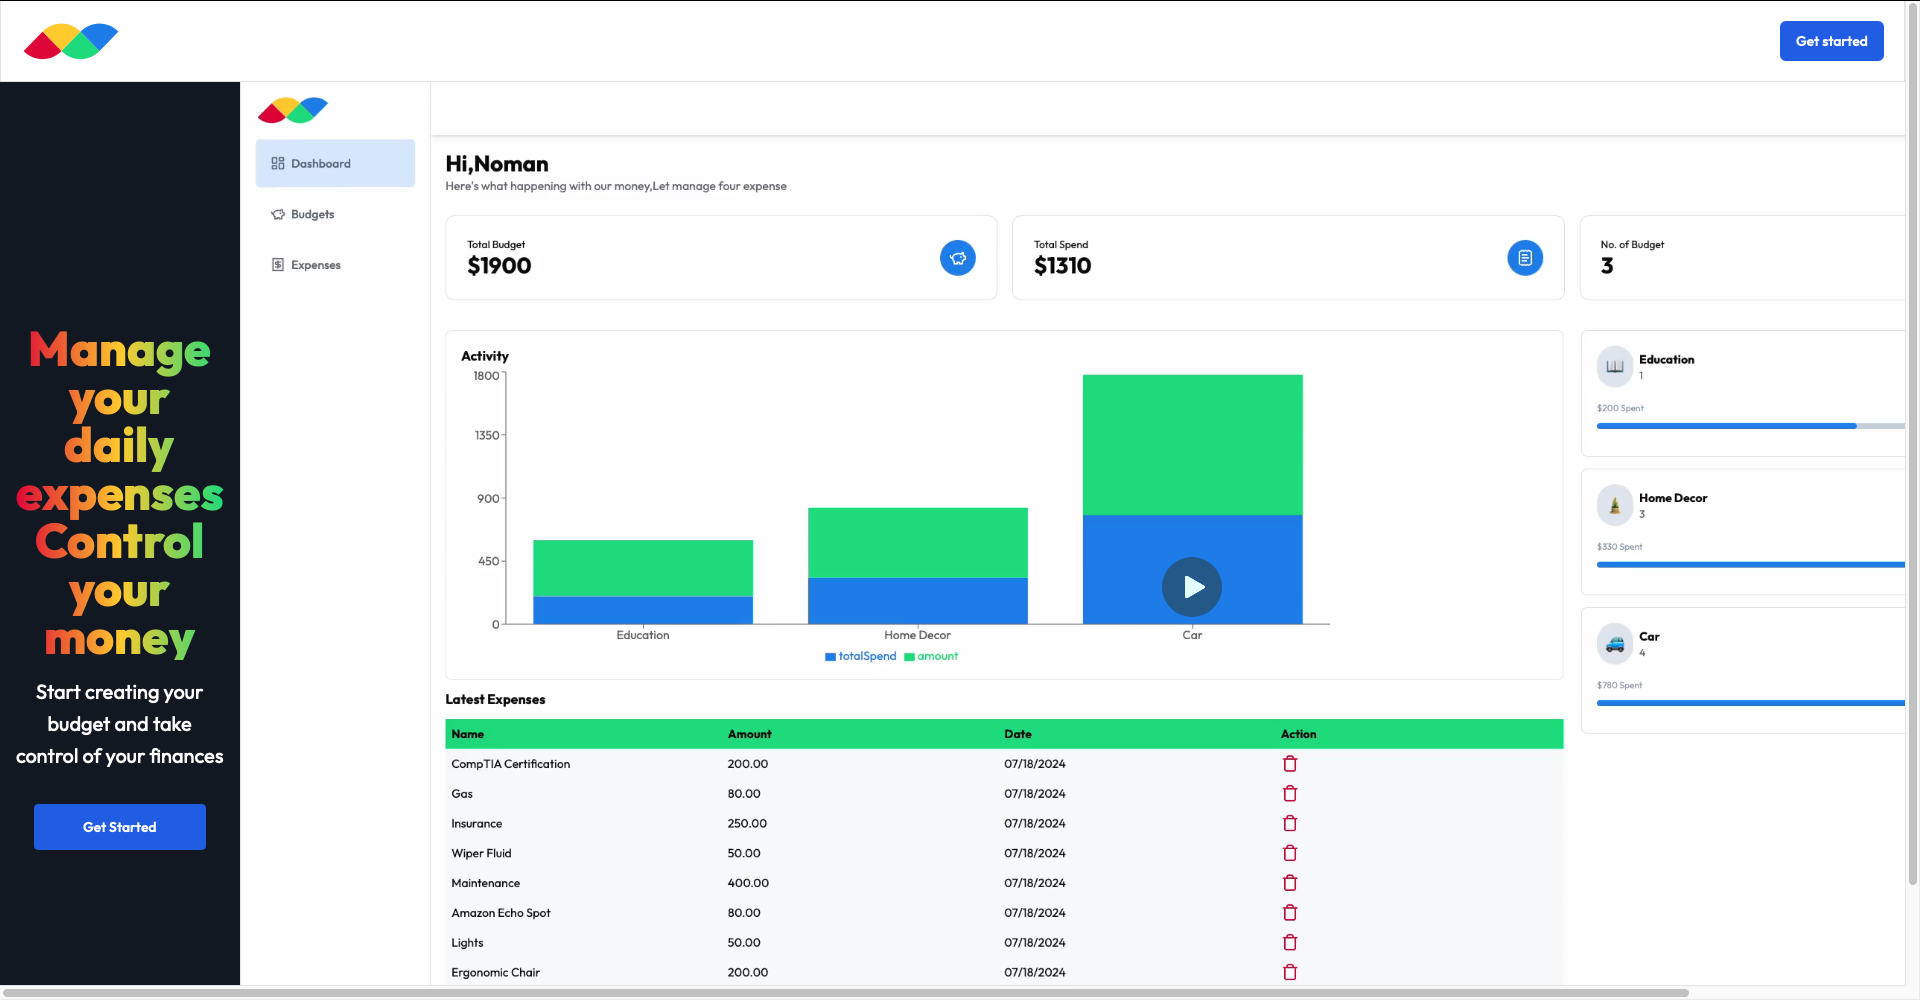 Get started
Manage
your
daily
expenses
Control
your
money
Start creating your
budget and take
control of your finances
Get Started
Dashboard
Budgets
Expenses
Hi,Noman
Here's what happening with our money,Let manage four expense
Total Budget
$1900
Total Spend
$1310
No. of Budget
3
Activity
1800
1350
900
450
0
Education
Home Decor
Car
totalSpend amount
Education
1
$200 Spent
Home Decor
3
$330 Spent
Car
4
$780 Spent
Latest Expenses
Name Amount Date Action
CompTIA Certification 200.00 07/18/2024
Gas 80.00 07/18/2024
Insurance 250.00 07/18/2024
Wiper Fluid 50.00 07/18/2024
Maintenance 400.00 07/18/2024
Amazon Echo Spot 80.00 07/18/2024
Lights 50.00 07/18/2024
Ergonomic Chair 200.00 07/18/2024